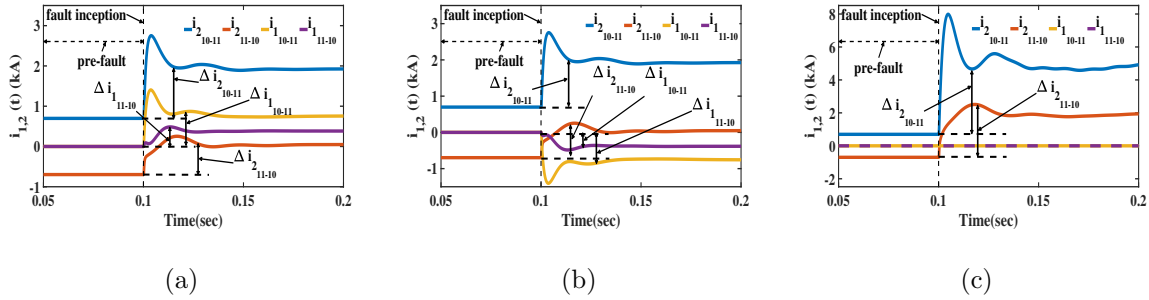 fault inception
i2 10-11 i2 11-10 i1 10-11 i1 11-10
pre-fault
Δ i1 11-10
Δ i2 10-11
Δ i1 10-11
Δ i2 11-10
i1,2 (t) (kA)
3
2
1
0
-1
0.05 0.1 0.15 0.2
Time(sec)
(a)
fault inception
i2 10-11 i2 11-10 i1 10-11 i1 11-10
pre-fault
Δ i2 10-11
Δ i2 11-10
Δ i1 10-11
Δ i1 11-10
i1,2 (t) (kA)
4
3
2
1
0
-1
0.05 0.1 0.15 0.2
Time(sec)
(b)
fault inception
i2 10-11 i2 11-10 i1 10-11 i1 11-10
pre-fault
Δ i2 10-11
Δ i2 11-10
i1,2 (t) (kA)
8
6
4
2
0
-2
0.05 0.1 0.15 0.2
Time(sec)
(c)